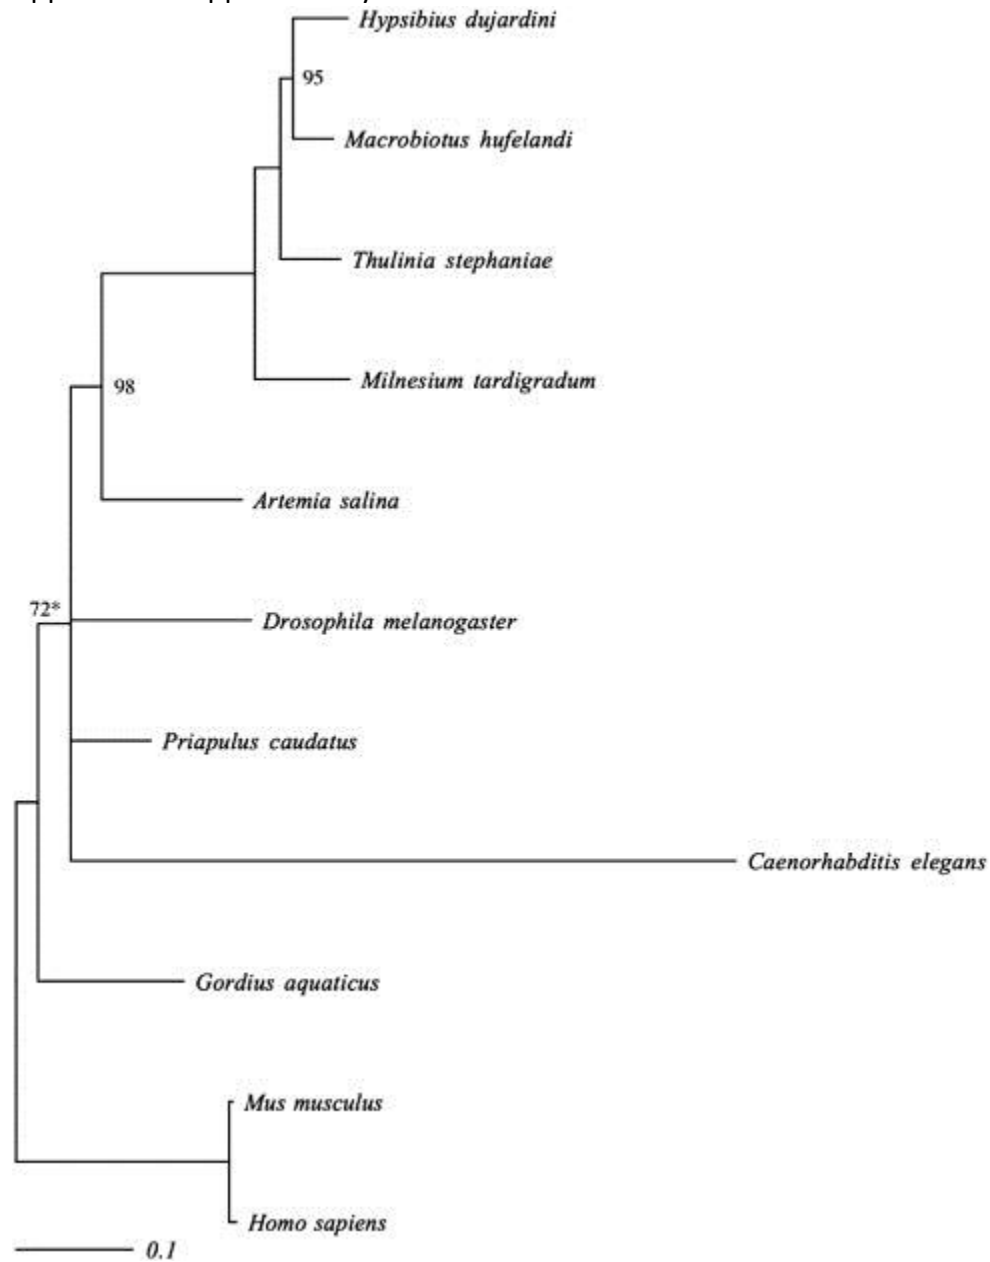 Hypsibius dujardini
95
Macrobiotus hufelandi
Thulinia stephaniae
Milnesium tardigradum
98
Artemia salina
72*
Drosophila melanogaster
Priapulus caudatus
Caenorhabditis elegans
Gordius aquaticus
Mus musculus
Homo sapiens
0.1